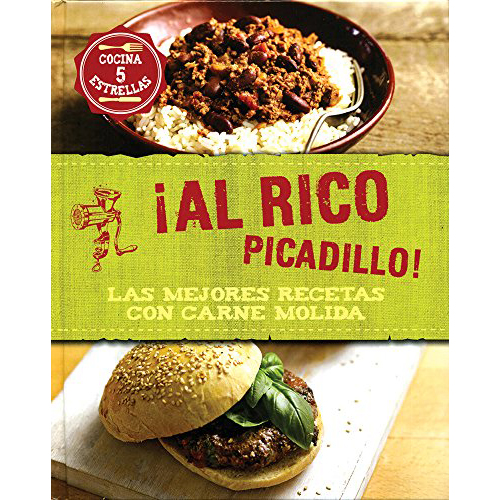 COCINA
5
ESTRELLAS
¡AL RICO
PICADILLO!
LAS MEJORES RECETAS
CON CARNE MOLIDA